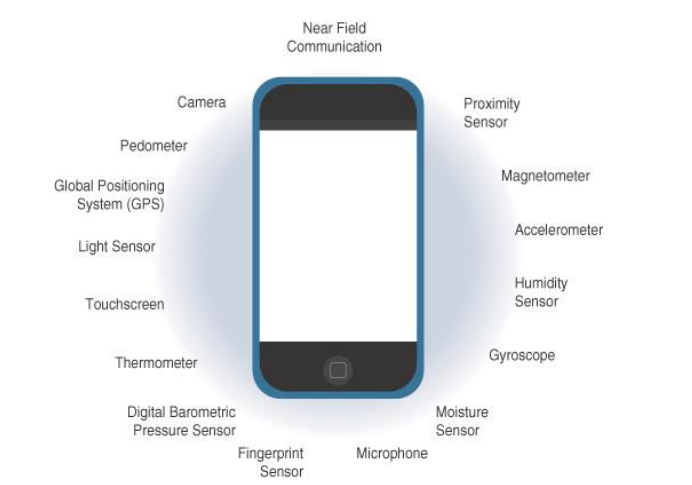 Near Field
Communication
Camera
Proximity
Sensor
Pedometer
Magnetometer
Global Positioning
System (GPS)
Accelerometer
Light Sensor
Humidity
Sensor
Touchscreen
Gyroscope
Thermometer
Digital Barometric
Pressure Sensor
Moisture
Sensor
Fingerprint
Sensor
Microphone